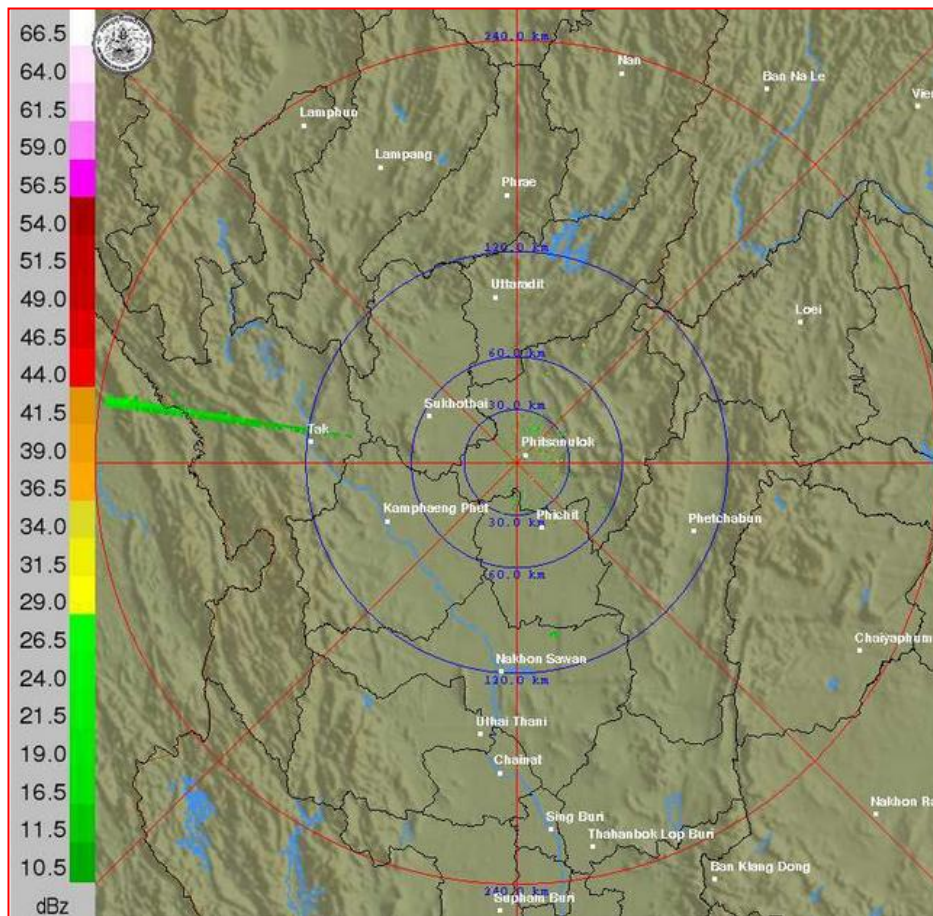 66.5
64.0
61.5
59.0
56.5
54.0
51.5
49.0
46.5
44.0
41.5
39.0
36.5
34.0
31.5
29.0
26.5
24.0
21.5
19.0
16.5
11.5
10.5
dBz
240.0 km
Nan
Ban Na Le
Lamphun
Lampang
Phrae
120.0 km
Uttaradit
Loei
60.0 km
30.0 km
Sukhothai
Tak
Phitsanulok
Kamphaeng Phet
Phichit
30.0 km
Phetchabun
60.0 km
Chaiyaphum
Nakhon Sawan
120.0 km
Uthai Thani
Chainat
Nakhon Ra
Sing Buri
Thahanbok Lop Buri
Ban Klang Dong
240.0 km
Supham Buri